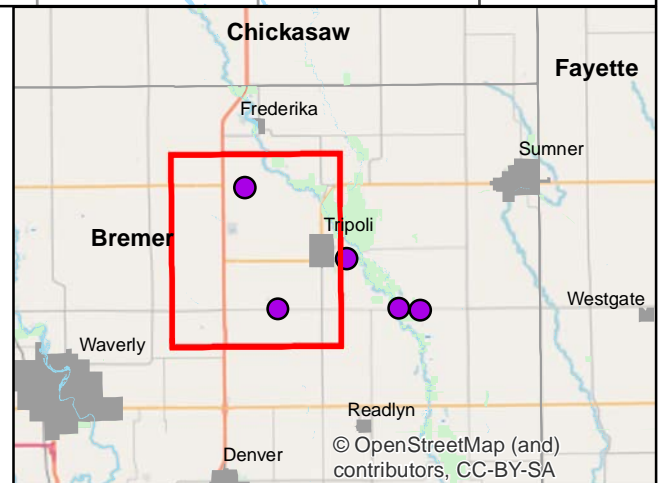 Chickasaw
Fayette
Frederika
Sumner
Tripoli
Bremer
Westgate
Waverly
Readlyn
© OpenStreetMap (and)
contributors, CC-BY-SA
Denver